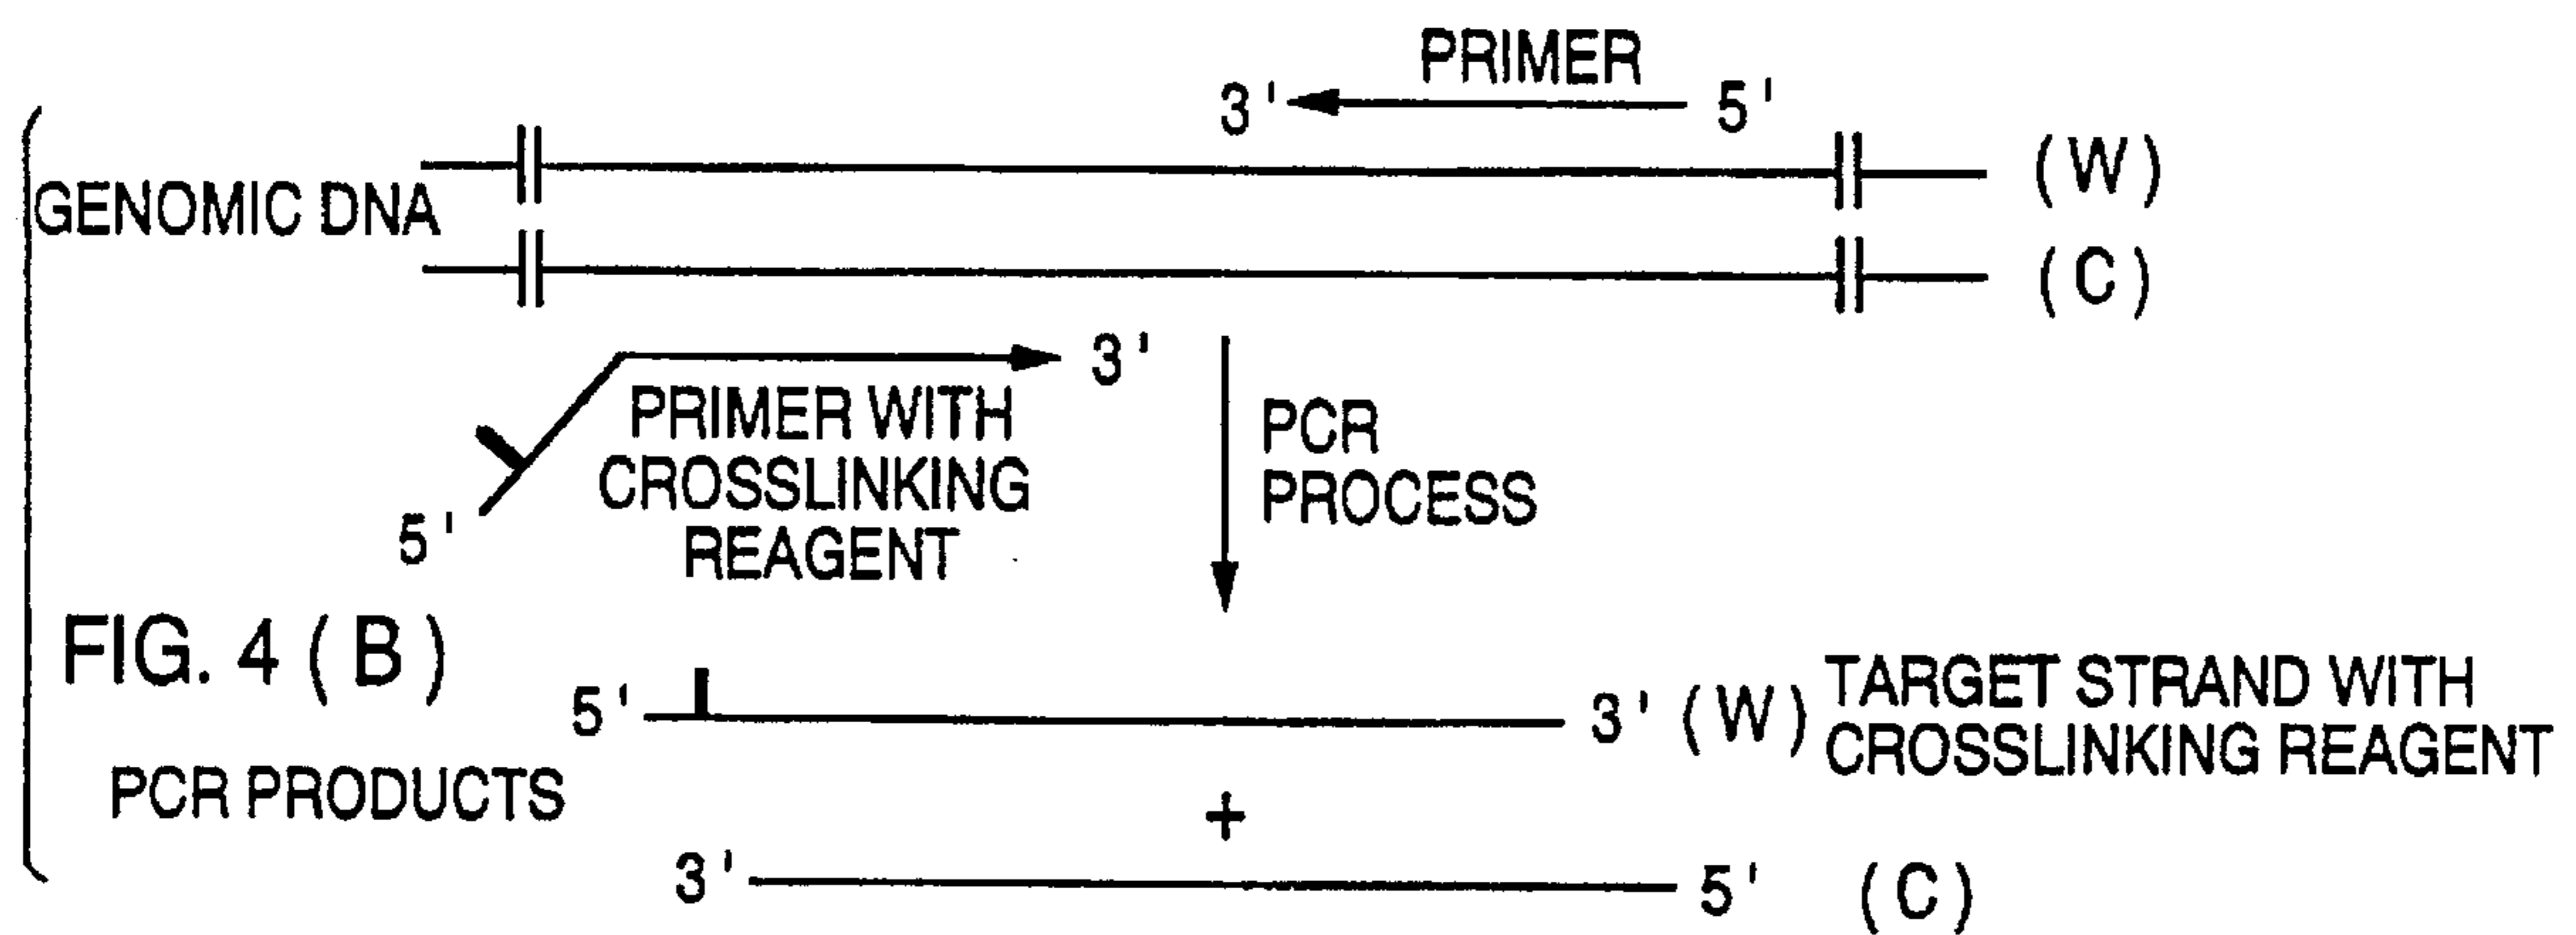 PRIMER
3' 5'
(W)
GENOMIC DNA
(C)
3'
PRIMER WITH
CROSSLINKING
REAGENT
5'
PCR
PROCESS
FIG. 4 (B)
5' 3' (W) TARGET STRAND WITH
CROSSLINKING REAGENT
PCR PRODUCTS
+
3' 5' (C)